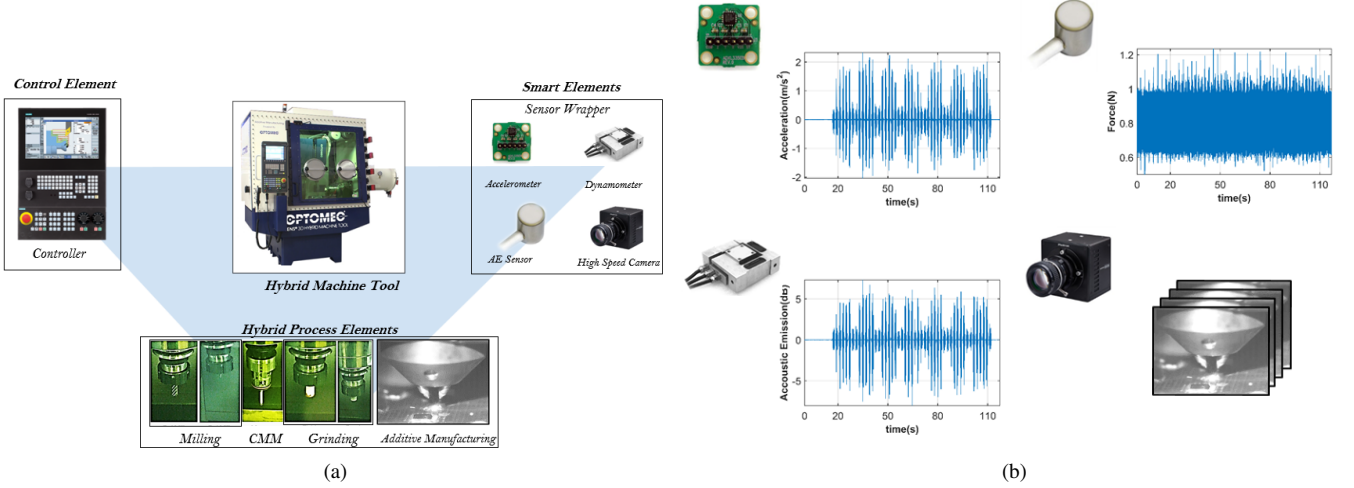 Control Element
Controller
OPTOMEC
OPTOMEC
Hybrid Machine Tool
Smart Elements
Sensor Wrapper
Accelerometer
Dynamometer
AE Sensor
High Speed Camera
Hybrid Process Elements
Milling
CMM
Grinding
Additive Manufacturing
(a)
Acceleration(m/s²)
2
1
0
-1
-2
0
20
50
80
110
time(s)
Force(N)
1.2
1
0.8
0.6
0
20
50
80
110
time(s)
Accoustic Emission(dB)
5
0
-5
0
20
50
80
110
time(s)
(b)